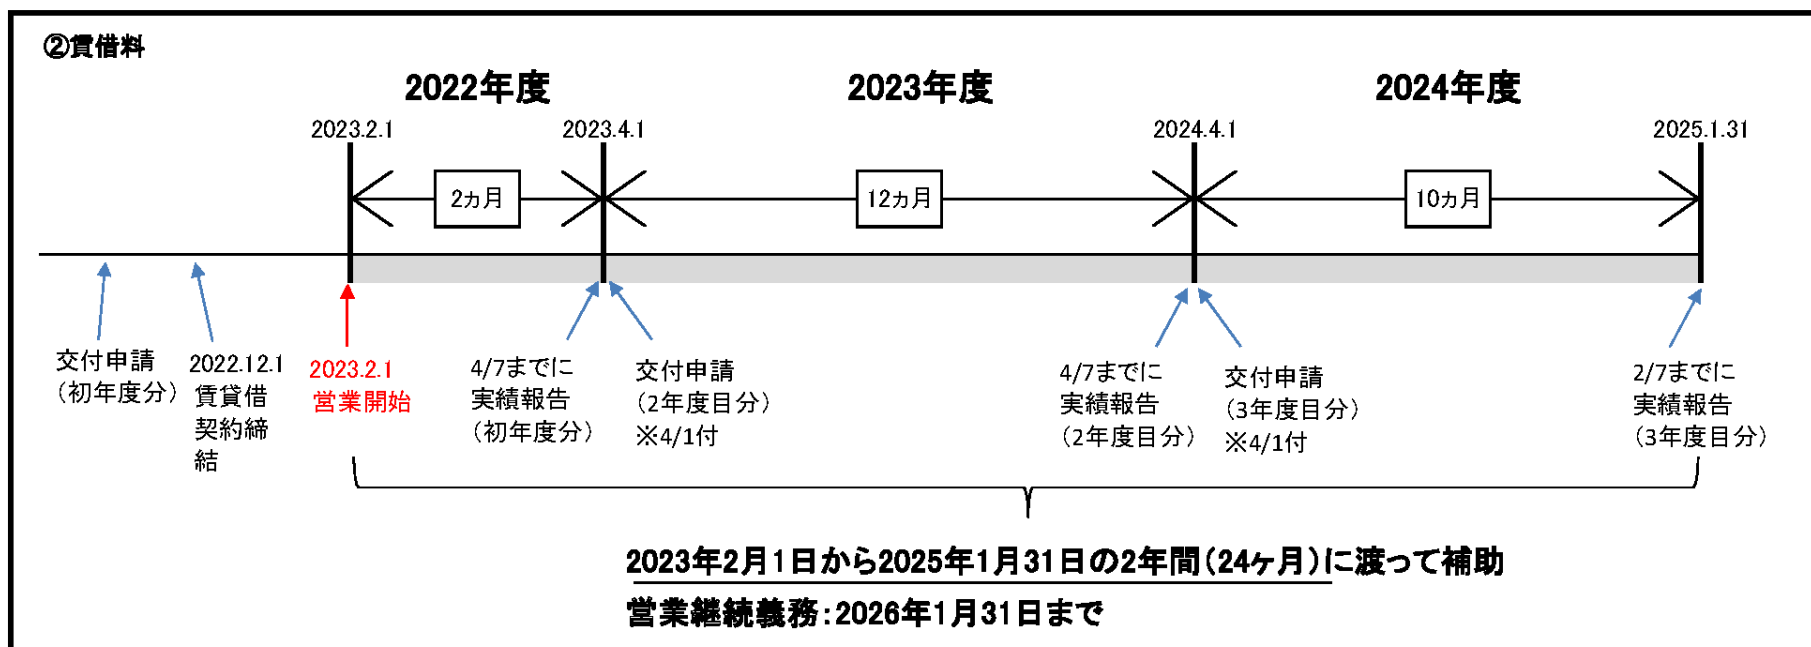 ②賃借料
2022年度
2023年度
2024年度
2023.2.1
2023.4.1
2024.4.1
2025.1.31
2カ月
12カ月
10カ月
交付申請
(初年度分)
2022.12.1
賃貸借
契約締
結
2023.2.1
営業開始
4/7までに
実績報告
(初年度分)
交付申請
(2年度目分)
※4/1付
4/7までに
実績報告
(2年度目分)
交付申請
(3年度目分)
※4/1付
2/7までに
実績報告
(3年度目分)
2023年2月1日から2025年1月31日の2年間(24ヶ月)に渡って補助
営業継続義務:2026年1月31日まで